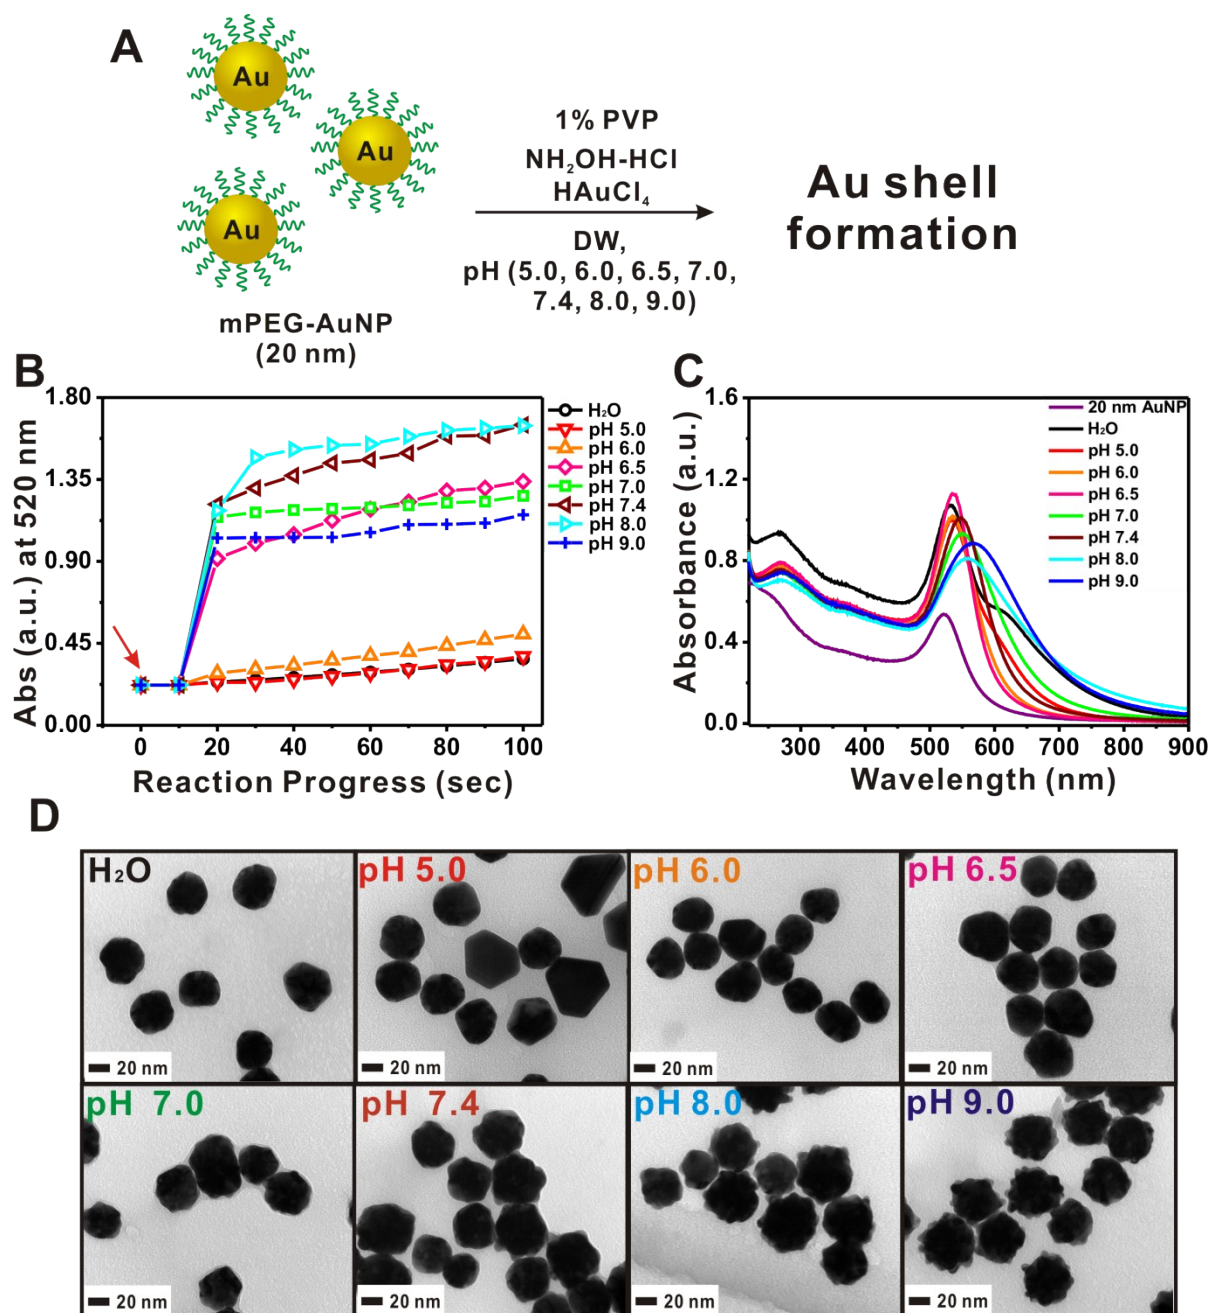 A
Au
Au
Au
mPEG-AuNP
(20 nm)
1% PVP
NH₂OH-HCl
HAuCl₄
DW,
pH (5.0, 6.0, 6.5, 7.0,
7.4, 8.0, 9.0)
Au shell
formation
B
Abs (a.u.) at 520 nm
1.80
1.35
0.90
0.45
0.00
0 20 40 60 80 100
Reaction Progress (sec)
H₂O
pH 5.0
pH 6.0
pH 6.5
pH 7.0
pH 7.4
pH 8.0
pH 9.0
C
Absorbance (a.u.)
1.6
1.2
0.8
0.4
0.0
300 400 500 600 700 800 900
Wavelength (nm)
20 nm AuNP
H₂O
pH 5.0
pH 6.0
pH 6.5
pH 7.0
pH 7.4
pH 8.0
pH 9.0
D
H₂O
20 nm
pH 5.0
20 nm
pH 6.0
20 nm
pH 6.5
20 nm
pH 7.0
20 nm
pH 7.4
20 nm
pH 8.0
20 nm
pH 9.0
20 nm